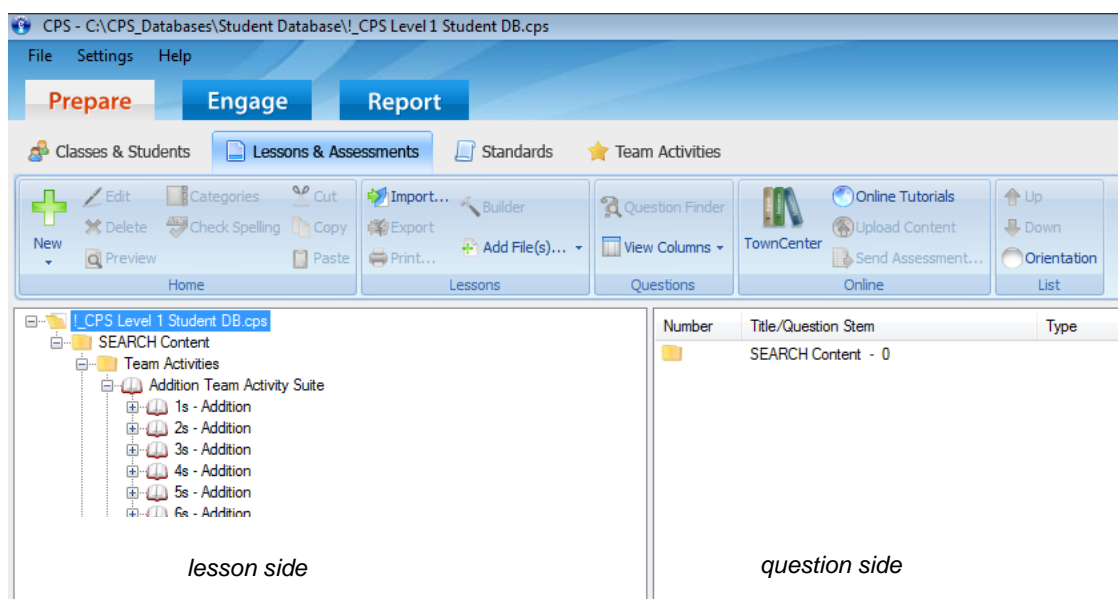 CPS - C:\CPS_Databases\Student Database\!_CPS Level 1 Student DB.cps
File Settings Help
Prepare Engage Report
Classes & Students Lessons & Assessments Standards Team Activities
New
Edit Categories Cut
Delete Check Spelling Copy
Preview Paste
Home
Import... Builder
Export
Add File(s)...
Print...
Lessons
Question Finder
View Columns
Questions
TownCenter
Online Tutorials
Upload Content
Send Assessment...
Online
Up
Down
Orientation
List
!_CPS Level 1 Student DB.cps
SEARCH Content
Team Activities
Addition Team Activity Suite
1s - Addition
2s - Addition
3s - Addition
4s - Addition
5s - Addition
6s - Addition
lesson side
Number Title/Question Stem Type
SEARCH Content - 0
question side